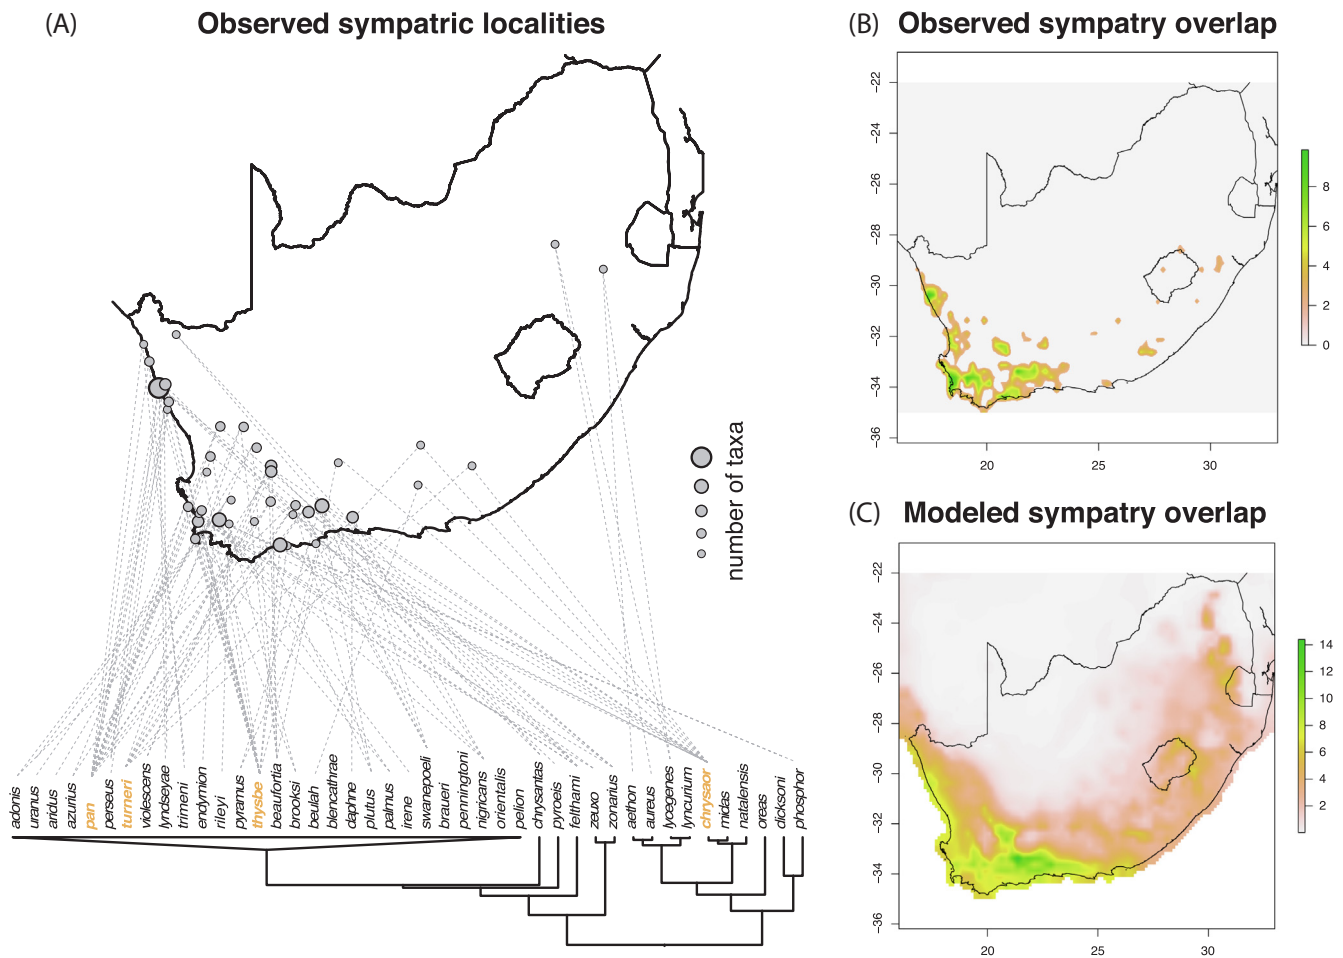 (A)
Observed sympatric localities
number of taxa
adonis
uranus
aridus
azurius
pan
perseus
turneri
violescens
lyndseyae
trimeni
endymion
rileyi
pyramus
thysbe
beaufortia
brooksi
beulah
blencathrae
daphne
plutus
palmus
irene
swanepoeli
braueri
penningtoni
nigricans
orientalis
pelion
chrysantas
pyroeis
felthami
zeuxo
zonarius
aethon
aureus
lycegenes
lyncurium
chrysaor
midas
natalensis
oreas
dicksoni
phosphor
(B)
Observed sympatry overlap
-22
-24
-26
-28
-30
-32
-34
-36
20
25
30
8
6
4
2
0
(C)
Modeled sympatry overlap
-22
-24
-26
-28
-30
-32
-34
-36
20
25
30
14
12
10
8
6
4
2